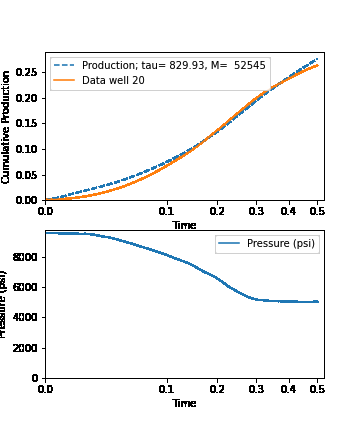 Production; tau= 829.93, M= 52545
Data well 20
Cumulative Production
0.25
0.20
0.15
0.10
0.05
0.00
0.0 0.1 0.2 0.3 0.4 0.5
Time
Pressure (psi)
Pressure (psi)
8000
6000
4000
2000
0
0.0 0.1 0.2 0.3 0.4 0.5
Time